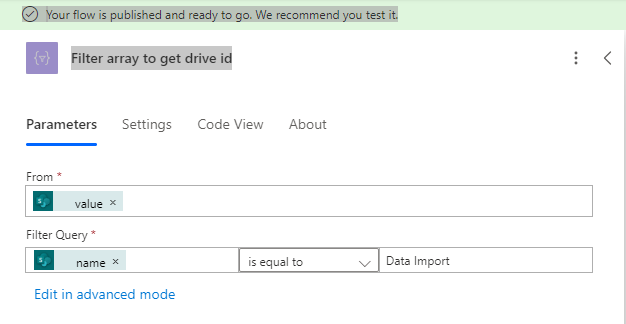 Your flow is published and ready to go. We recommend you test it.
Filter array to get drive id
Parameters Settings Code View About
From *
value ×
Filter Query *
name × is equal to Data Import
Edit in advanced mode